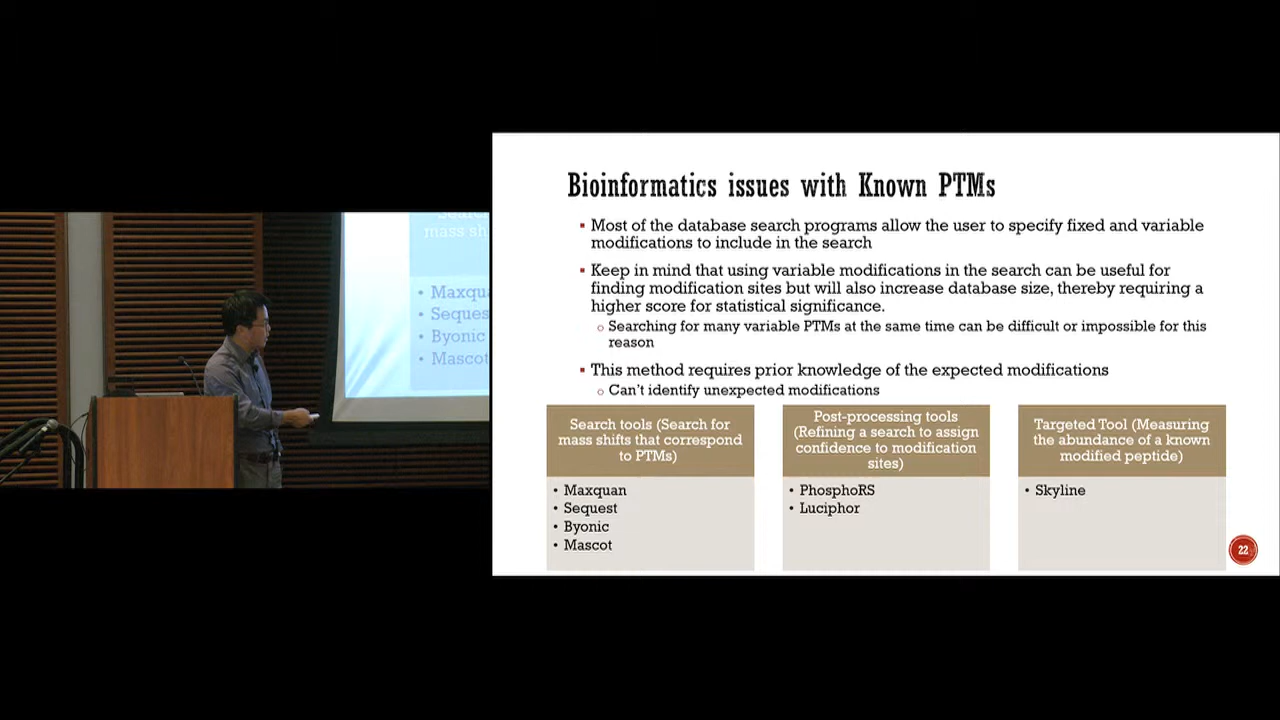 Bioinformatics issues with Known PTMs
▪ Most of the database search programs allow the user to specify fixed and variable
modifications to include in the search
▪ Keep in mind that using variable modifications in the search can be useful for
finding modification sites but will also increase database size, thereby requiring a
higher score for statistical significance.
○ Searching for many variable PTMs at the same time can be difficult or impossible for this
reason
▪ This method requires prior knowledge of the expected modifications
○ Can't identify unexpected modifications
Search tools (Search for
mass shifts that correspond
to PTMs)
• Maxquan
• Sequest
• Byonic
• Mascot
Post-processing tools
(Refining a search to assign
confidence to modification
sites)
• PhosphoRS
• Luciphor
Targeted Tool (Measuring
the abundance of a known
modified peptide)
• Skyline
22
mass sh
• Maxqua
• Seques
• Byonic
• Mascot